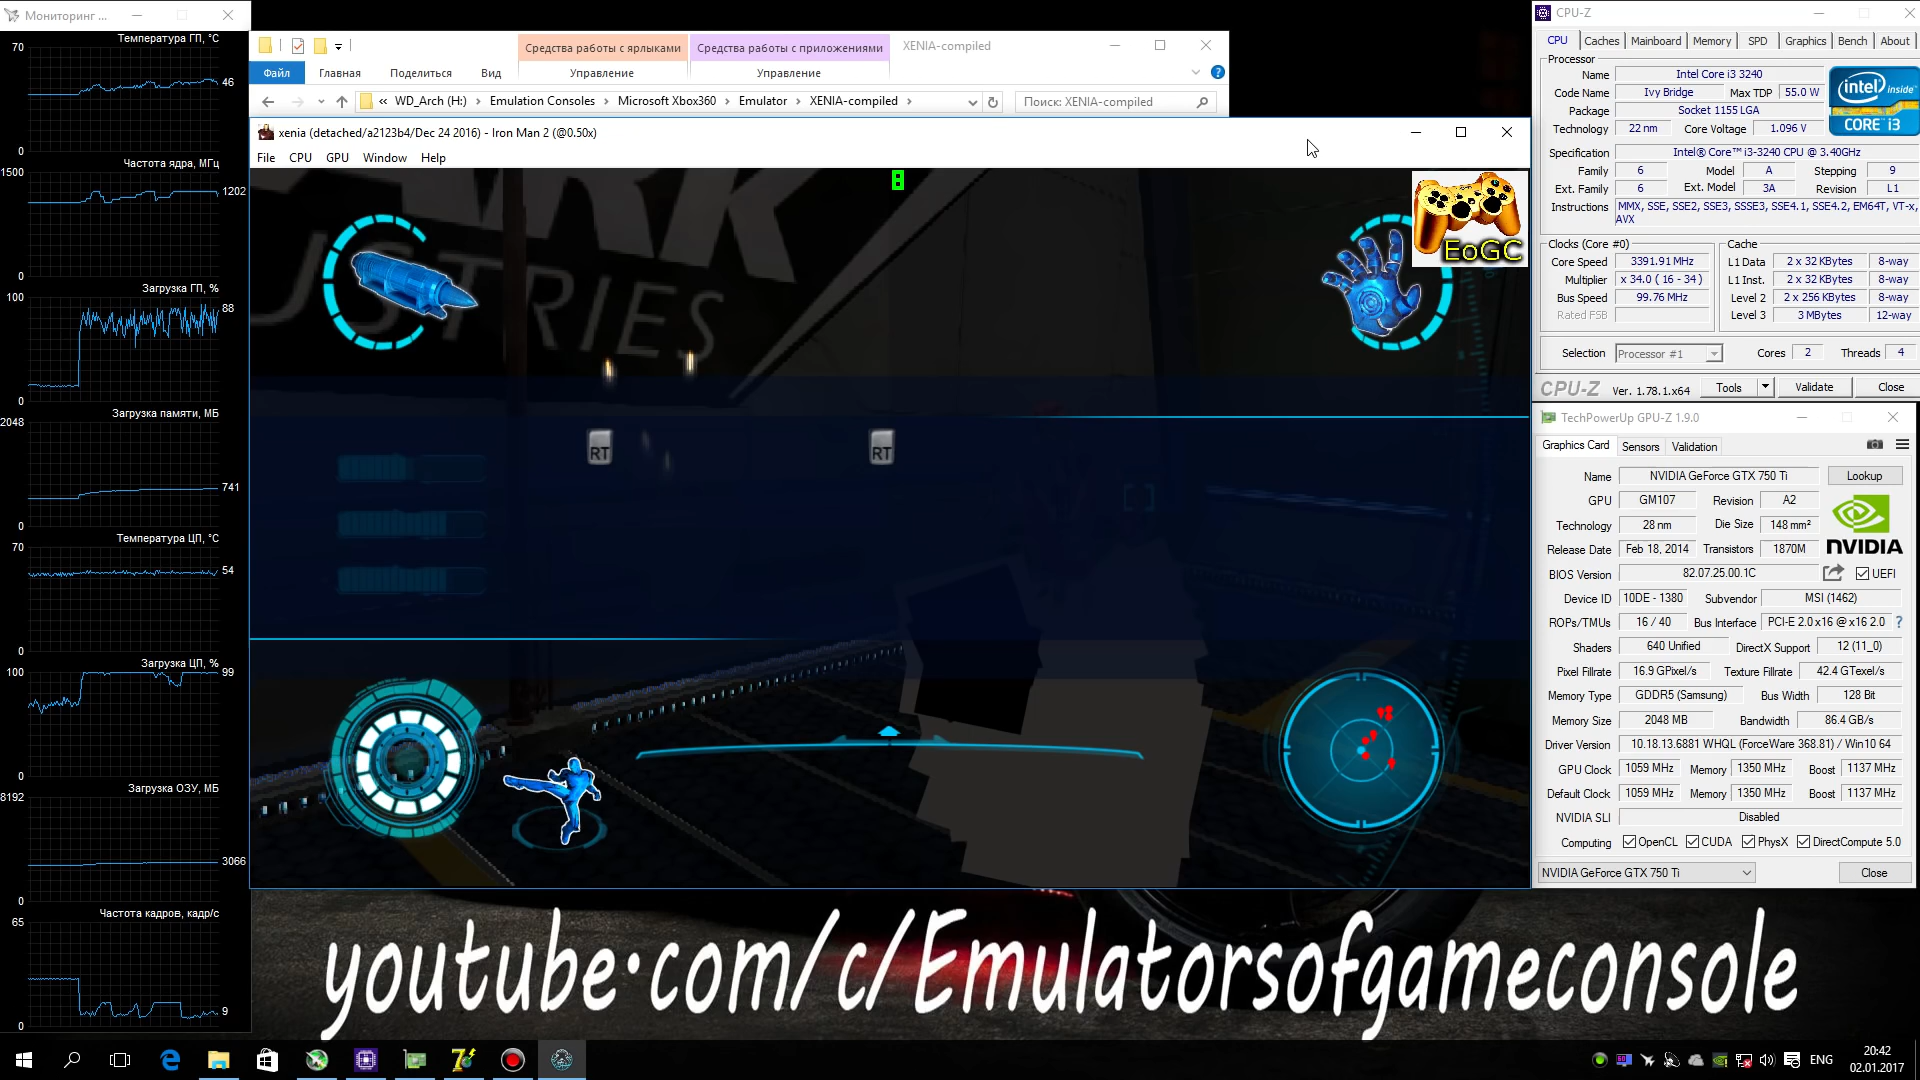 Мониторинг ...
Температура ГП, °C
70
46
0
Частота ядра, МГц
1500
1202
0
Загрузка ГП, %
100
88
0
Загрузка памяти, МБ
2048
741
0
Температура ЦП, °C
70
54
0
Загрузка ЦП, %
100
99
0
Загрузка ОЗУ, МБ
8192
3066
0
Частота кадров, кадр/с
65
9
0
Средства работы с ярлыками
Средства работы с приложениями
XENIA-compiled
Файл Главная Поделиться Вид Управление Управление
« WD_Arch (H:) › Emulation Consoles › Microsoft Xbox360 › Emulator › XENIA-compiled ›
Поиск: XENIA-compiled
xenia (detached/a2123b4/Dec 24 2016) - Iron Man 2 (@0.50x)
File CPU GPU Window Help
8
EoGC
RT
RT
youtube.com/c/Emulatorsofgameconsole
CPU-Z
CPU Caches Mainboard Memory SPD Graphics Bench About
Processor
Name Intel Core i3 3240
Code Name Ivy Bridge Max TDP 55.0 W
Package Socket 1155 LGA
Technology 22 nm Core Voltage 1.096 V
intel inside™
CORE i3
Specification Intel® Core™ i3-3240 CPU @ 3.40GHz
Family 6 Model A Stepping 9
Ext. Family 6 Ext. Model 3A Revision L1
Instructions MMX, SSE, SSE2, SSE3, SSSE3, SSE4.1, SSE4.2, EM64T, VT-x,
AVX
Clocks (Core #0)
Core Speed 3391.91 MHz
Multiplier x 34.0 ( 16 - 34 )
Bus Speed 99.76 MHz
Rated FSB
Cache
L1 Data 2 x 32 KBytes 8-way
L1 Inst. 2 x 32 KBytes 8-way
Level 2 2 x 256 KBytes 8-way
Level 3 3 MBytes 12-way
Selection Processor #1 Cores 2 Threads 4
CPU-Z Ver. 1.78.1.x64 Tools Validate Close
TechPowerUp GPU-Z 1.9.0
Graphics Card Sensors Validation
Name NVIDIA GeForce GTX 750 Ti Lookup
GPU GM107 Revision A2
Technology 28 nm Die Size 148 mm²
Release Date Feb 18, 2014 Transistors 1870M
NVIDIA
BIOS Version 82.07.25.00.1C UEFI
Device ID 10DE - 1380 Subvendor MSI (1462)
ROPs/TMUs 16 / 40 Bus Interface PCI-E 2.0 x16 @ x16 2.0 ?
Shaders 640 Unified DirectX Support 12 (11_0)
Pixel Fillrate 16.9 GPixel/s Texture Fillrate 42.4 GTexel/s
Memory Type GDDR5 (Samsung) Bus Width 128 Bit
Memory Size 2048 MB Bandwidth 86.4 GB/s
Driver Version 10.18.13.6881 WHQL (ForceWare 368.81) / Win10 64
GPU Clock 1059 MHz Memory 1350 MHz Boost 1137 MHz
Default Clock 1059 MHz Memory 1350 MHz Boost 1137 MHz
NVIDIA SLI Disabled
Computing OpenCL CUDA PhysX DirectCompute 5.0
NVIDIA GeForce GTX 750 Ti Close
ENG
20:42
02.01.2017